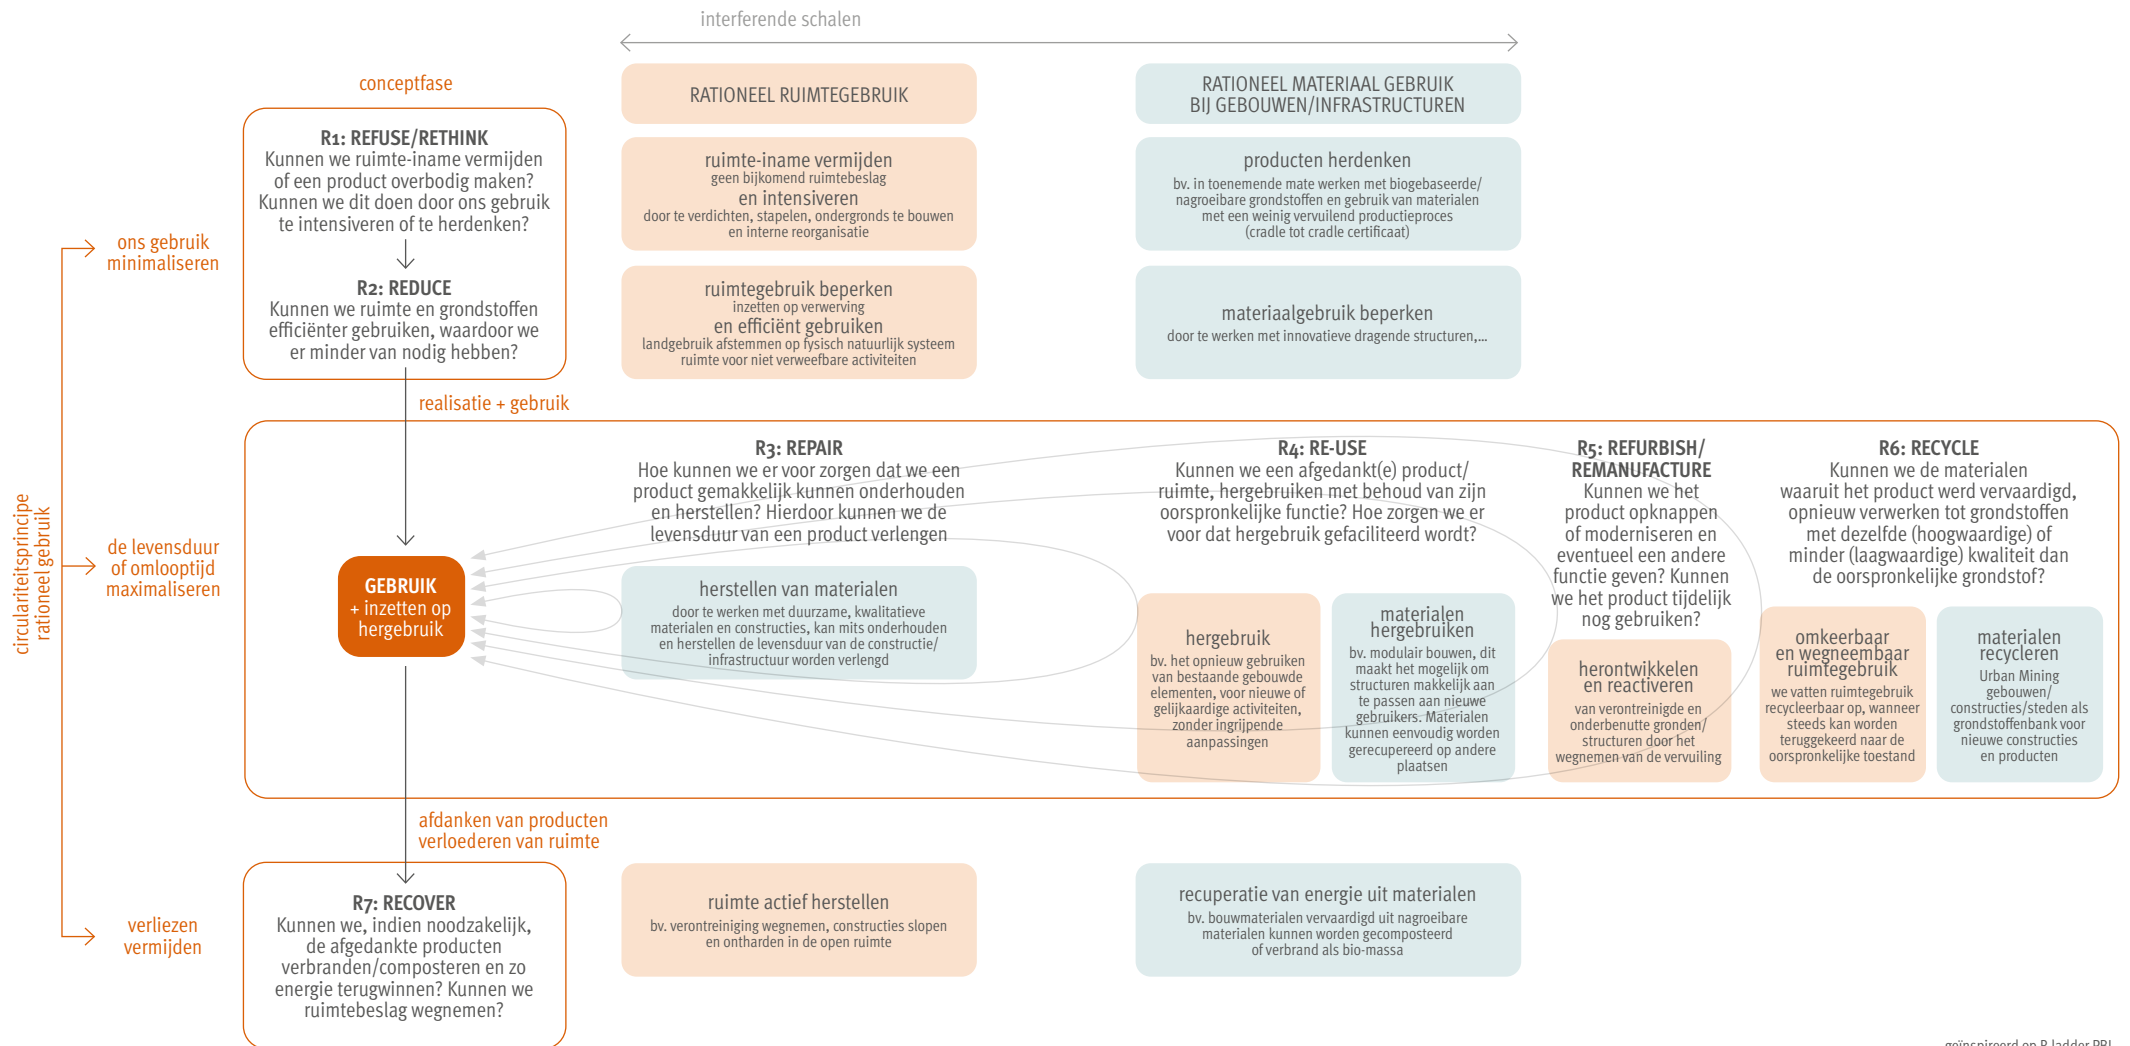 interferende schalen
conceptfase
RATIONEEL RUIMTEGEBRUIK
RATIONEEL MATERIAAL GEBRUIK
BIJ GEBOUWEN/INFRASTRUCTUREN
circulariteitsprincipe
rationeel gebruik
ons gebruik
minimaliseren
R1: REFUSE/RETHINK
Kunnen we ruimte-iname vermijden
of een product overbodig maken?
Kunnen we dit doen door ons gebruik
te intensiveren of te herdenken?
ruimte-iname vermijden
geen bijkomend ruimtebeslag
en intensiveren
door te verdichten, stapelen, ondergronds te bouwen
en interne reorganisatie
producten herdenken
bv. in toenemende mate werken met biogebaseerde/
nagroeibare grondstoffen en gebruik van materialen
met een weinig vervuilend productieproces
(cradle tot cradle certificaat)
R2: REDUCE
Kunnen we ruimte en grondstoffen
efficiënter gebruiken, waardoor we
er minder van nodig hebben?
ruimtegebruik beperken
inzetten op verwerving
en efficiënt gebruiken
landgebruik afstemmen op fysisch natuurlijk systeem
ruimte voor niet verweefbare activiteiten
materiaalgebruik beperken
door te werken met innovatieve dragende structuren,...
realisatie + gebruik
de levensduur
of omlooptijd
maximaliseren
GEBRUIK
+ inzetten op
hergebruik
R3: REPAIR
Hoe kunnen we er voor zorgen dat we een
product gemakkelijk kunnen onderhouden
en herstellen? Hierdoor kunnen we de
levensduur van een product verlengen
herstellen van materialen
door te werken met duurzame, kwalitatieve
materialen en constructies, kan mits onderhouden
en herstellen de levensduur van de constructie/
infrastructuur worden verlengd
R4: RE-USE
Kunnen we een afgedankt(e) product/
ruimte, hergebruiken met behoud van zijn
oorspronkelijke functie? Hoe zorgen we er
voor dat hergebruik gefaciliteerd wordt?
hergebruik
bv. het opnieuw gebruiken
van bestaande gebouwde
elementen, voor nieuwe of
gelijkaardige activiteiten,
zonder ingrijpende
aanpassingen
materialen
hergebruiken
bv. modulair bouwen, dit
maakt het mogelijk om
structuren makkelijk aan
te passen aan nieuwe
gebruikers. Materialen
kunnen eenvoudig worden
gerecupereerd op andere
plaatsen
R5: REFURBISH/
REMANUFACTURE
Kunnen we het
product opknappen
of moderniseren en
eventueel een andere
functie geven? Kunnen
we het product tijdelijk
nog gebruiken?
herontwikkelen
en reactiveren
van verontreinigde en
onderbenutte gronden/
structuren door het
wegnemen van de vervuiling
R6: RECYCLE
Kunnen we de materialen
waaruit het product werd vervaardigd,
opnieuw verwerken tot grondstoffen
met dezelfde (hoogwaardige) of
minder (laagwaardige) kwaliteit dan
de oorspronkelijke grondstof?
omkeerbaar
en wegneembaar
ruimtegebruik
we vatten ruimtegebruik
recycleerbaar op, wanneer
steeds kan worden
teruggekeerd naar de
oorspronkelijke toestand
materialen
recycleren
Urban Mining
gebouwen/
constructies/steden als
grondstoffenbank voor
nieuwe constructies
en producten
afdanken van producten
verloederen van ruimte
verliezen
vermijden
R7: RECOVER
Kunnen we, indien noodzakelijk,
de afgedankte producten
verbranden/composteren en zo
energie terugwinnen? Kunnen we
ruimtebeslag wegnemen?
ruimte actief herstellen
bv. verontreiniging wegnemen, constructies slopen
en ontharden in de open ruimte
recuperatie van energie uit materialen
bv. bouwmaterialen vervaardigd uit nagroeibare
materialen kunnen worden gecomposteerd
of verbrand als bio-massa
geïnspireerd op R-ladder PBL